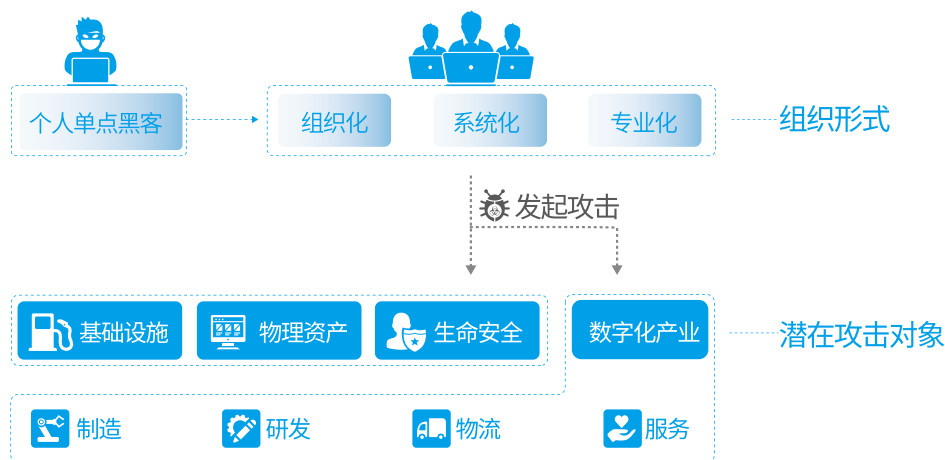 个人单点黑客
组织化
系统化
专业化
组织形式
发起攻击
基础设施
物理资产
生命安全
数字化产业
潜在攻击对象
制造
研发
物流
服务